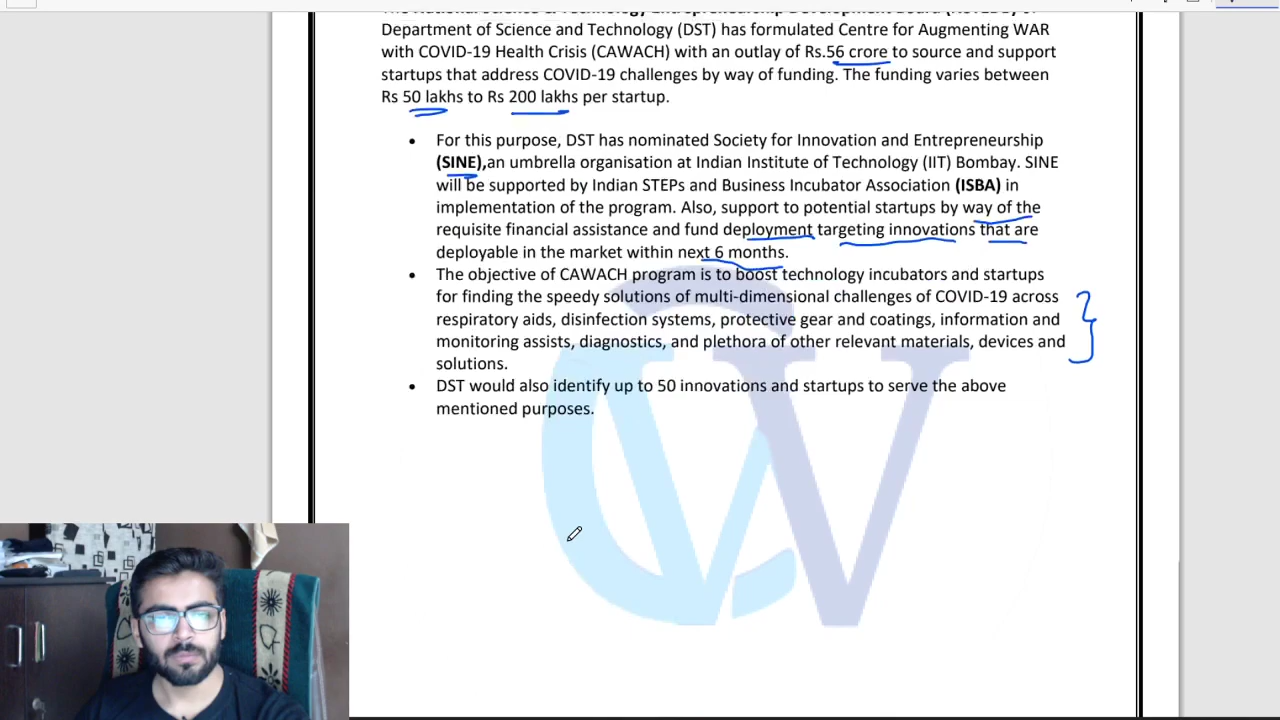 Department of Science and Technology (DST) has formulated Centre for Augmenting WAR
with COVID-19 Health Crisis (CAWACH) with an outlay of Rs.56 crore to source and support
startups that address COVID-19 challenges by way of funding. The funding varies between
Rs 50 lakhs to Rs 200 lakhs per startup.
• For this purpose, DST has nominated Society for Innovation and Entrepreneurship
(SINE),an umbrella organisation at Indian Institute of Technology (IIT) Bombay. SINE
will be supported by Indian STEPs and Business Incubator Association (ISBA) in
implementation of the program. Also, support to potential startups by way of the
requisite financial assistance and fund deployment targeting innovations that are
deployable in the market within next 6 months.
• The objective of CAWACH program is to boost technology incubators and startups
for finding the speedy solutions of multi-dimensional challenges of COVID-19 across
respiratory aids, disinfection systems, protective gear and coatings, information and
monitoring assists, diagnostics, and plethora of other relevant materials, devices and
solutions.
• DST would also identify up to 50 innovations and startups to serve the above
mentioned purposes.